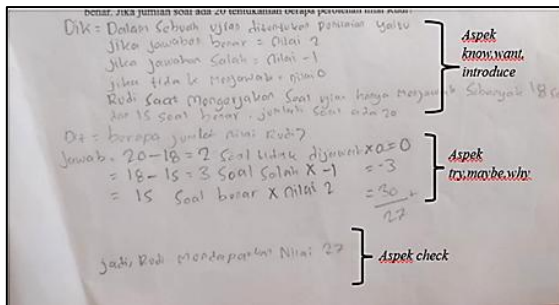 benar. Jika jumlah soal ada 20 tentukanlah berapa perolehan nilai Rudi?
Dik = Dalam Sebuah ujian ditentukan penilaian yaitu
jika jawaban benar = Nilai 2
jika jawaban Salah = Nilai -1
jika tidak Menjawab = nilai 0
Rudi Saat Mengerjakan Soal ujian hanya Menjawab Sebanyak 18 Soal
dan 15 Soal benar. jumlah Soal ada 20
Dit = berapa jumlah nilai Rudi?
Jawab = 20 - 18 = 2 Soal tidak dijawab x 0 = 0
= 18 - 15 = 3 Soal Salah x -1 = -3
= 15 Soal benar x Nilai 2 = 30 +
27
jadi, Rudi Mendapatkan Nilai 27
Aspek
know,want,
introduce
Aspek
try,maybe,why
Aspek check